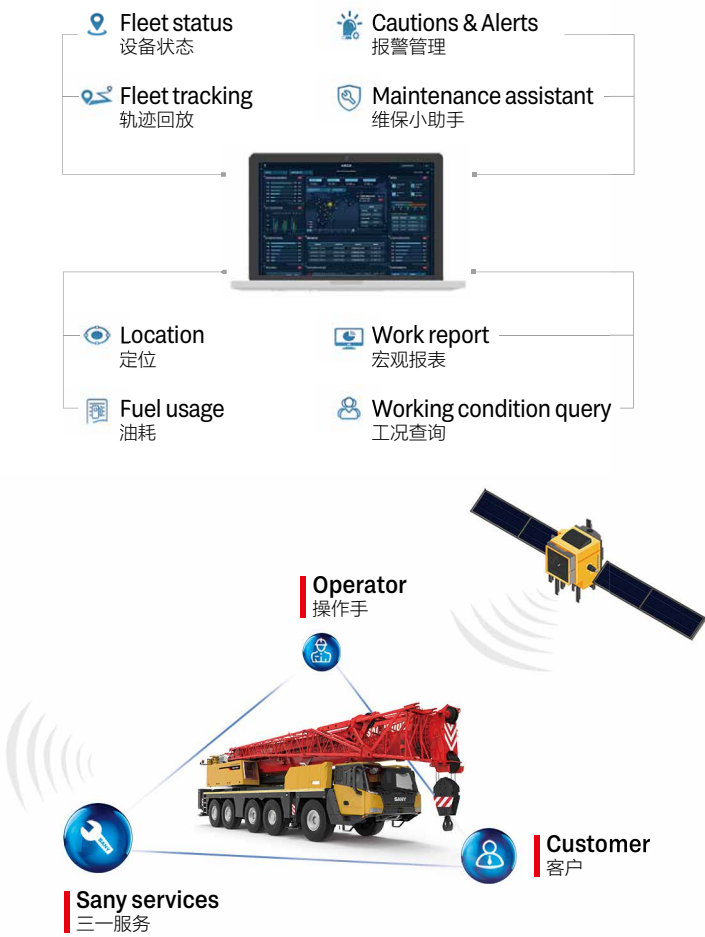 Fleet status
设备状态
Cautions & Alerts
报警管理
Fleet tracking
轨迹回放
Maintenance assistant
维保小助手
Location
定位
Work report
宏观报表
Fuel usage
油耗
Working condition query
工况查询
Operator
操作手
SANY
SANY
Customer
客户
Sany services
三一服务